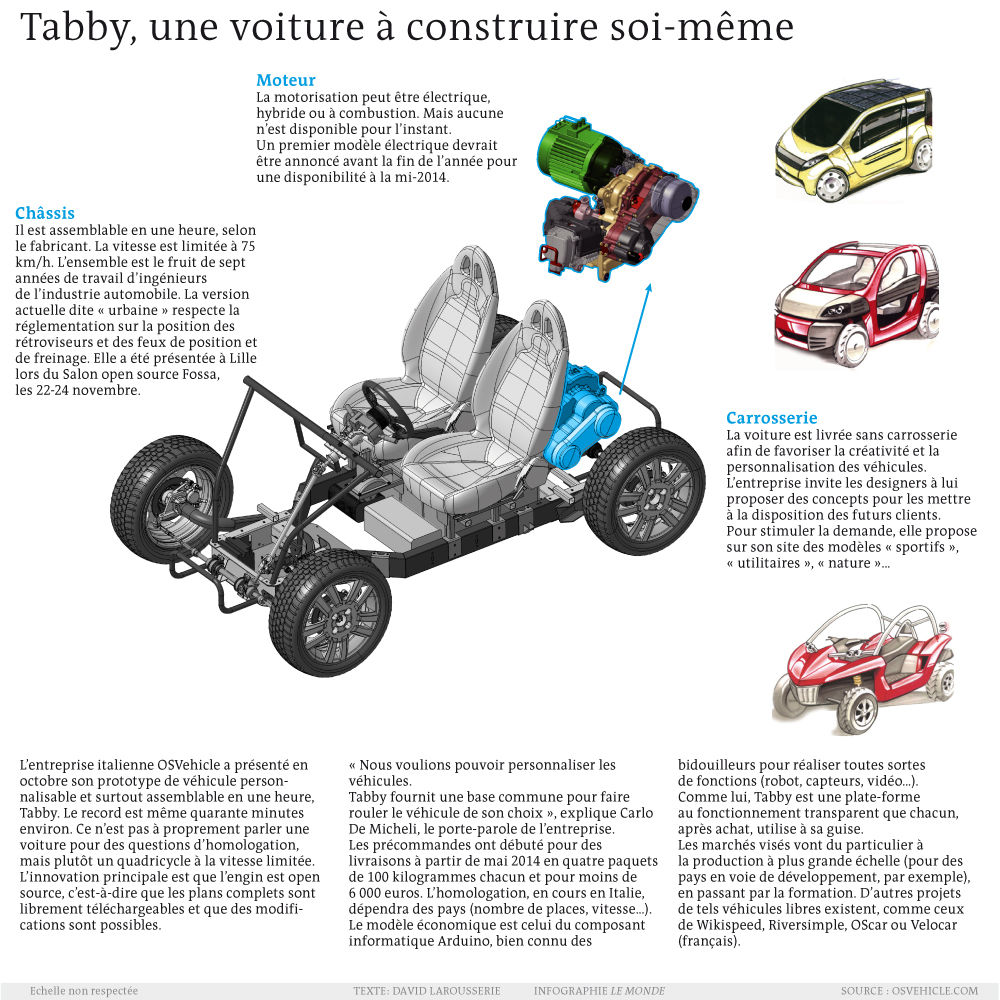 Tabby, une voiture à construire soi-même
Moteur
La motorisation peut être électrique,
hybride ou à combustion. Mais aucune
n'est disponible pour l'instant.
Un premier modèle électrique devrait
être annoncé avant la fin de l'année pour
une disponibilité à la mi-2014.
Châssis
Il est assemblable en une heure, selon
le fabricant. La vitesse est limitée à 75
km/h. L'ensemble est le fruit de sept
années de travail d'ingénieurs
de l'industrie automobile. La version
actuelle dite « urbaine » respecte la
réglementation sur la position des
rétroviseurs et des feux de position et
de freinage. Elle a été présentée à Lille
lors du Salon open source Fossa,
les 22-24 novembre.
Carrosserie
La voiture est livrée sans carrosserie
afin de favoriser la créativité et la
personnalisation des véhicules.
L'entreprise invite les designers à lui
proposer des concepts pour les mettre
à la disposition des futurs clients.
Pour stimuler la demande, elle propose
sur son site des modèles « sportifs »,
« utilitaires », « nature »...
L'entreprise italienne OSVehicle a présenté en
octobre son prototype de véhicule person-
nalisable et surtout assemblable en une heure,
Tabby. Le record est même quarante minutes
environ. Ce n'est pas à proprement parler une
voiture pour des questions d'homologation,
mais plutôt un quadricycle à la vitesse limitée.
L'innovation principale est que l'engin est open
source, c'est-à-dire que les plans complets sont
librement téléchargeables et que des modifi-
cations sont possibles.
« Nous voulions pouvoir personnaliser les
véhicules.
Tabby fournit une base commune pour faire
rouler le véhicule de son choix », explique Carlo
De Micheli, le porte-parole de l'entreprise.
Les précommandes ont débuté pour des
livraisons à partir de mai 2014 en quatre paquets
de 100 kilogrammes chacun et pour moins de
6 000 euros. L'homologation, en cours en Italie,
dépendra des pays (nombre de places, vitesse...).
Le modèle économique est celui du composant
informatique Arduino, bien connu des
bidouilleurs pour réaliser toutes sortes
de fonctions (robot, capteurs, vidéo...).
Comme lui, Tabby est une plate-forme
au fonctionnement transparent que chacun,
après achat, utilise à sa guise.
Les marchés visés vont du particulier à
la production à plus grande échelle (pour des
pays en voie de développement, par exemple),
en passant par la formation. D'autres projets
de tels véhicules libres existent, comme ceux
de Wikispeed, Riversimple, OScar ou Velocar
(français).
Echelle non respectée
TEXTE: DAVID LAROUSSERIE
INFOGRAPHIE LE MONDE
SOURCE : OSVEHICLE.COM